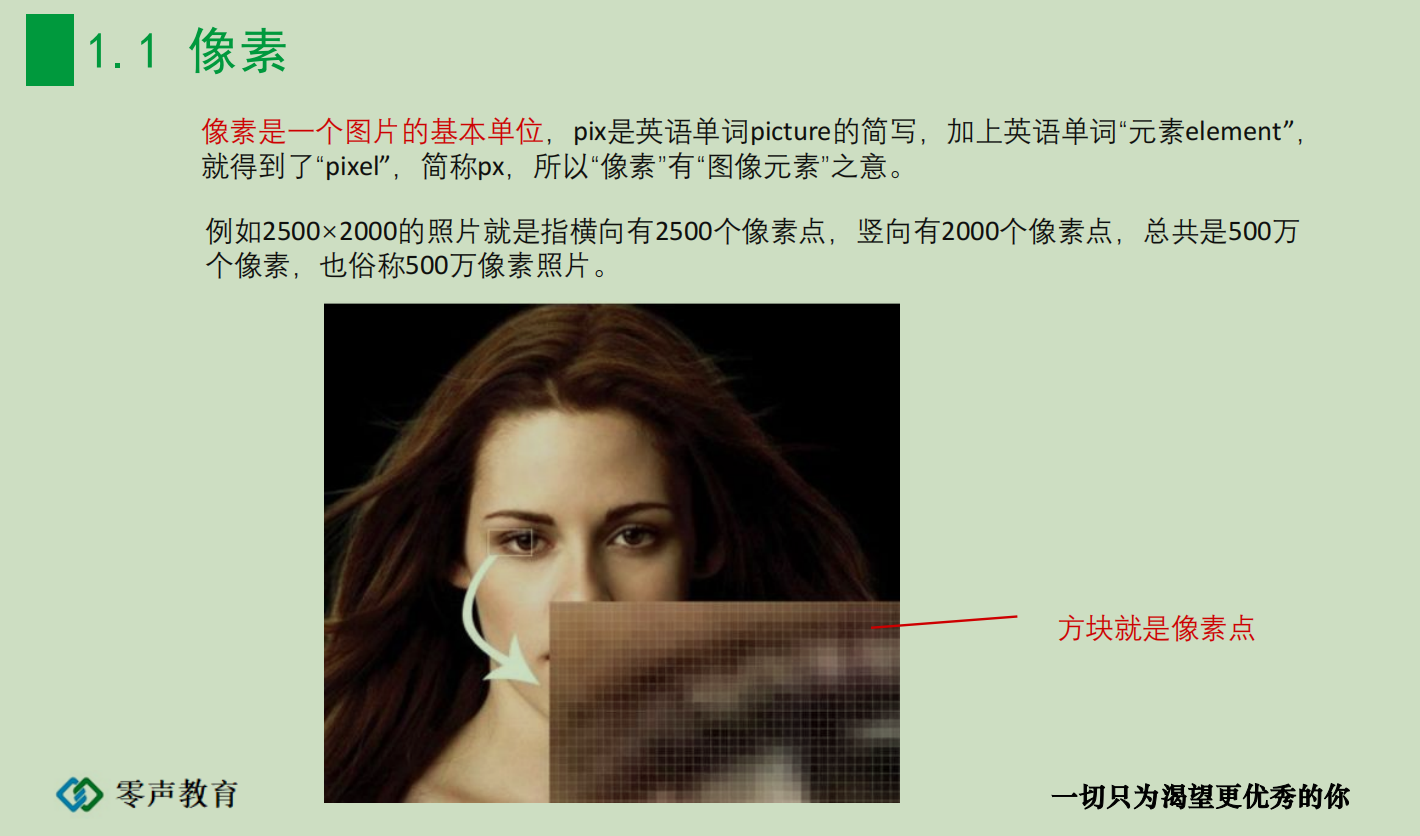 1.1 像素
像素是一个图片的基本单位，pix是英语单词picture的简写，加上英语单词“元素element”，
就得到了“pixel”，简称px，所以“像素”有“图像元素”之意。
例如2500×2000的照片就是指横向有2500个像素点，竖向有2000个像素点，总共是500万
个像素，也俗称500万像素照片。
方块就是像素点
零声教育
一切只为渴望更优秀的你